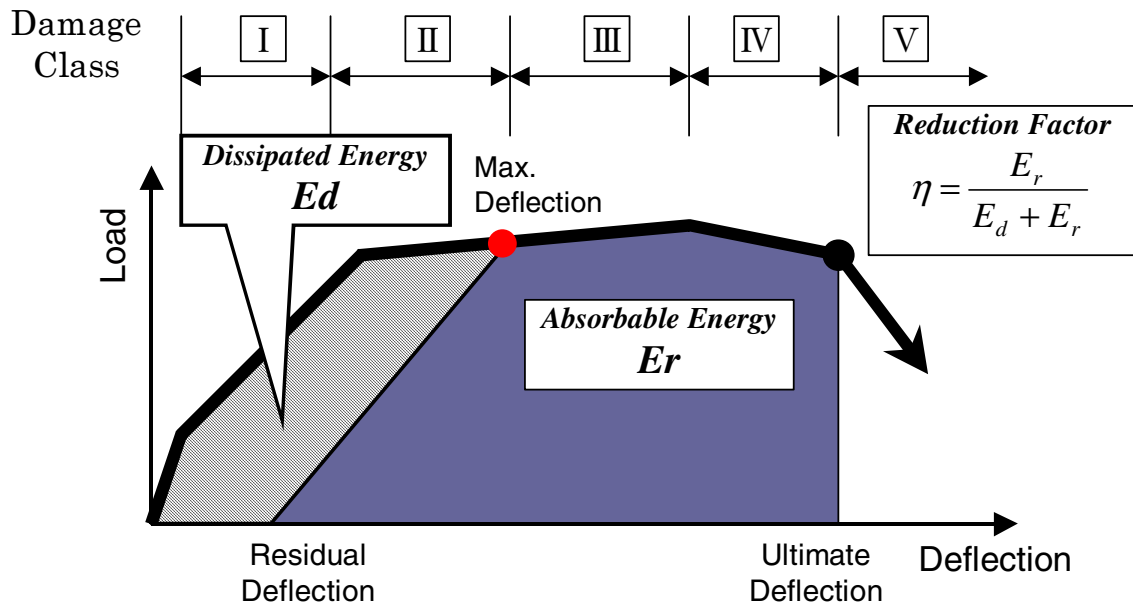 Damage
Class
Ⅰ
Ⅱ
Ⅲ
Ⅳ
Ⅴ
Dissipated Energy
Ed
Max.
Deflection
Reduction Factor
η = E_r / (E_d + E_r)
Load
Absorbable Energy
Er
Residual
Deflection
Ultimate
Deflection
Deflection